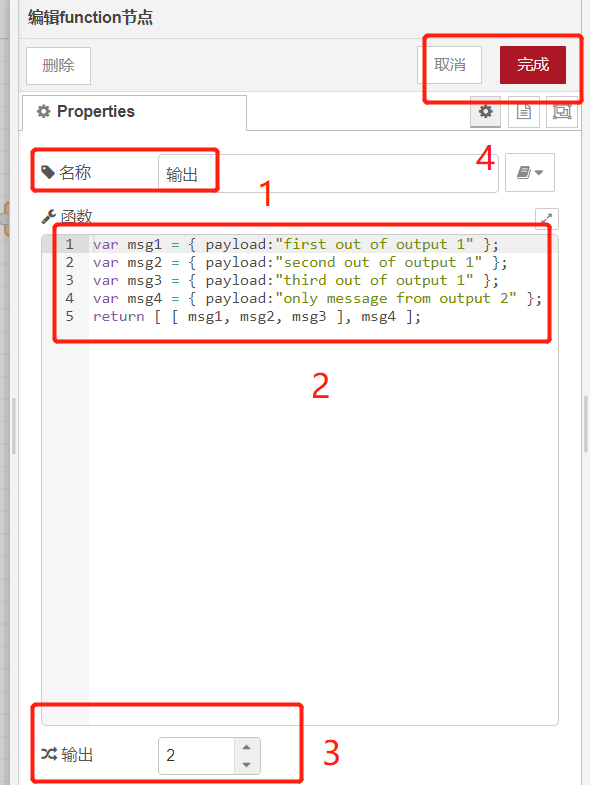 编辑function节点
删除
取消
完成
Properties
4
名称
输出
1
函数
1 var msg1 = { payload:"first out of output 1" };
2 var msg2 = { payload:"second out of output 1" };
3 var msg3 = { payload:"third out of output 1" };
4 var msg4 = { payload:"only message from output 2" };
5 return [ [ msg1, msg2, msg3 ], msg4 ];
2
输出
2
3